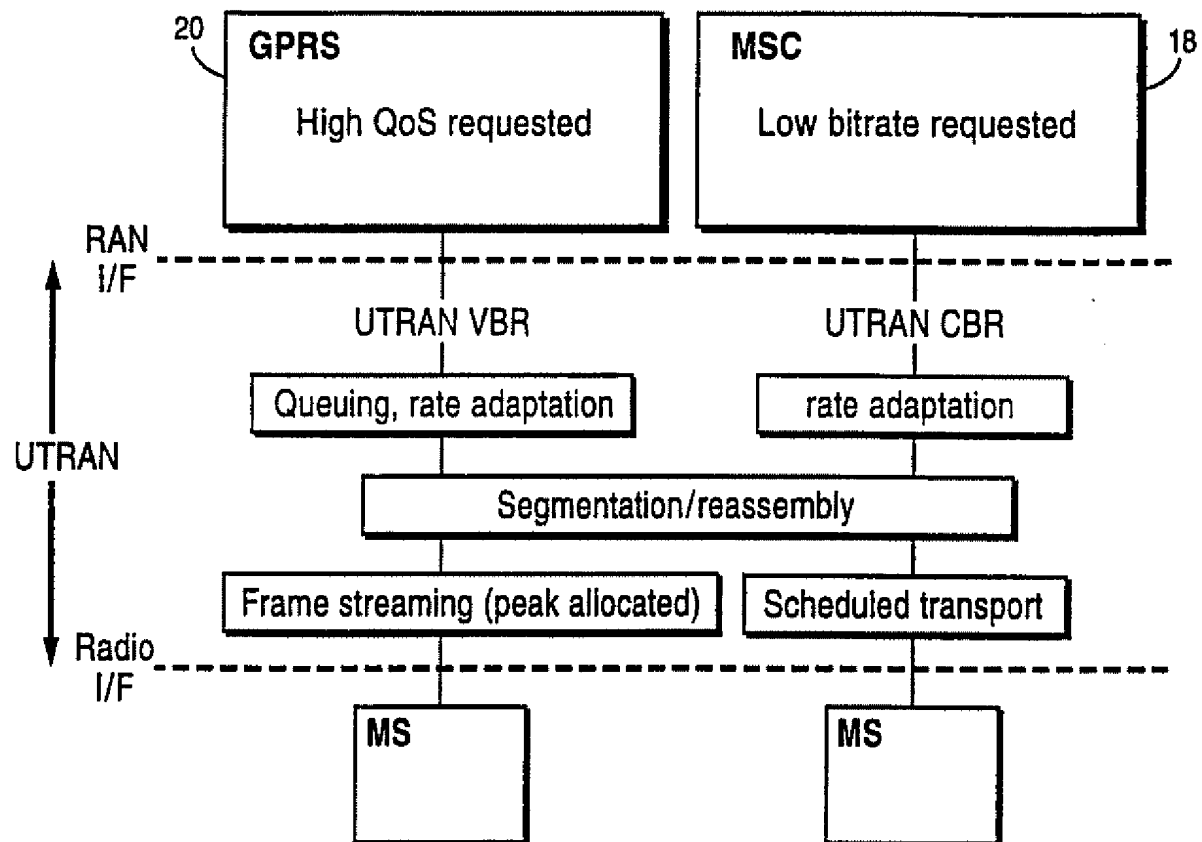 20
GPRS
High QoS requested
MSC
Low bitrate requested
18
RAN
I/F
UTRAN VBR
UTRAN CBR
Queuing, rate adaptation
rate adaptation
UTRAN
Segmentation/reassembly
Frame streaming (peak allocated)
Scheduled transport
Radio
I/F
MS
MS